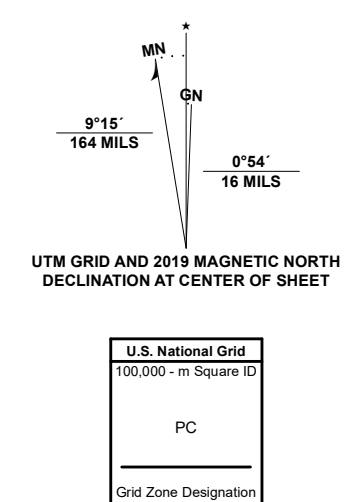 ★
MN
GN
9°15´
164 MILS
0°54´
16 MILS
UTM GRID AND 2019 MAGNETIC NORTH
DECLINATION AT CENTER OF SHEET
U.S. National Grid
100,000 - m Square ID
PC
Grid Zone Designation